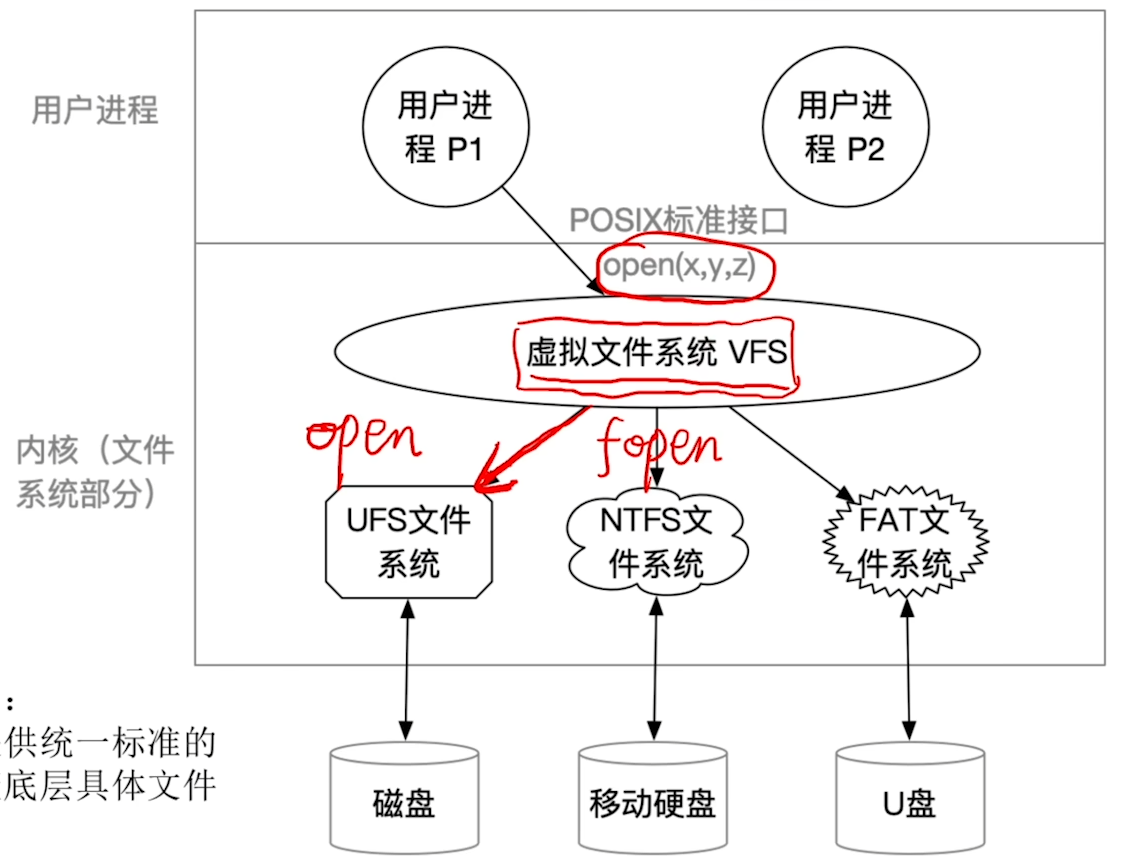 用户进程
用户进
程 P1
用户进
程 P2
POSIX标准接口
open(x,y,z)
虚拟文件系统 VFS
内核（文件
系统部分）
open
fopen
UFS文件
系统
NTFS文
件系统
FAT文
件系统
：
供统一标准的
底层具体文件
磁盘
移动硬盘
U盘